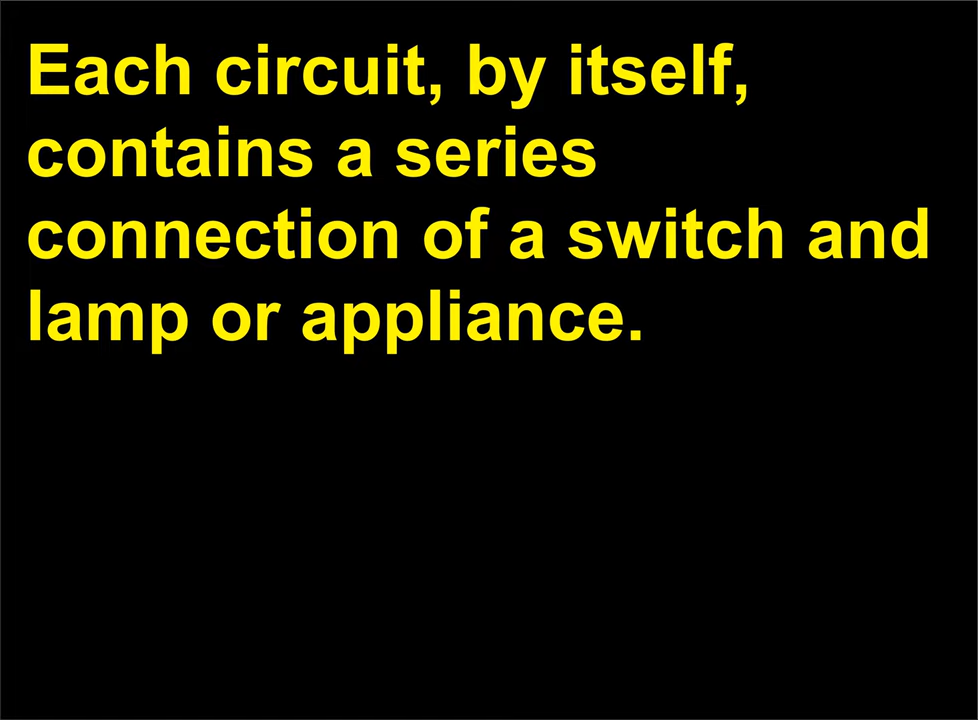 Each circuit, by itself,
contains a series
connection of a switch and
lamp or appliance.